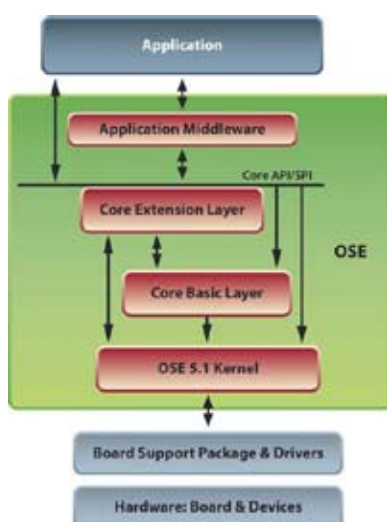 Application
Application Middleware
Core API/SPI
Core Extension Layer
OSE
Core Basic Layer
OSE 5.1 Kernel
Board Support Package & Drivers
Hardware: Board & Devices